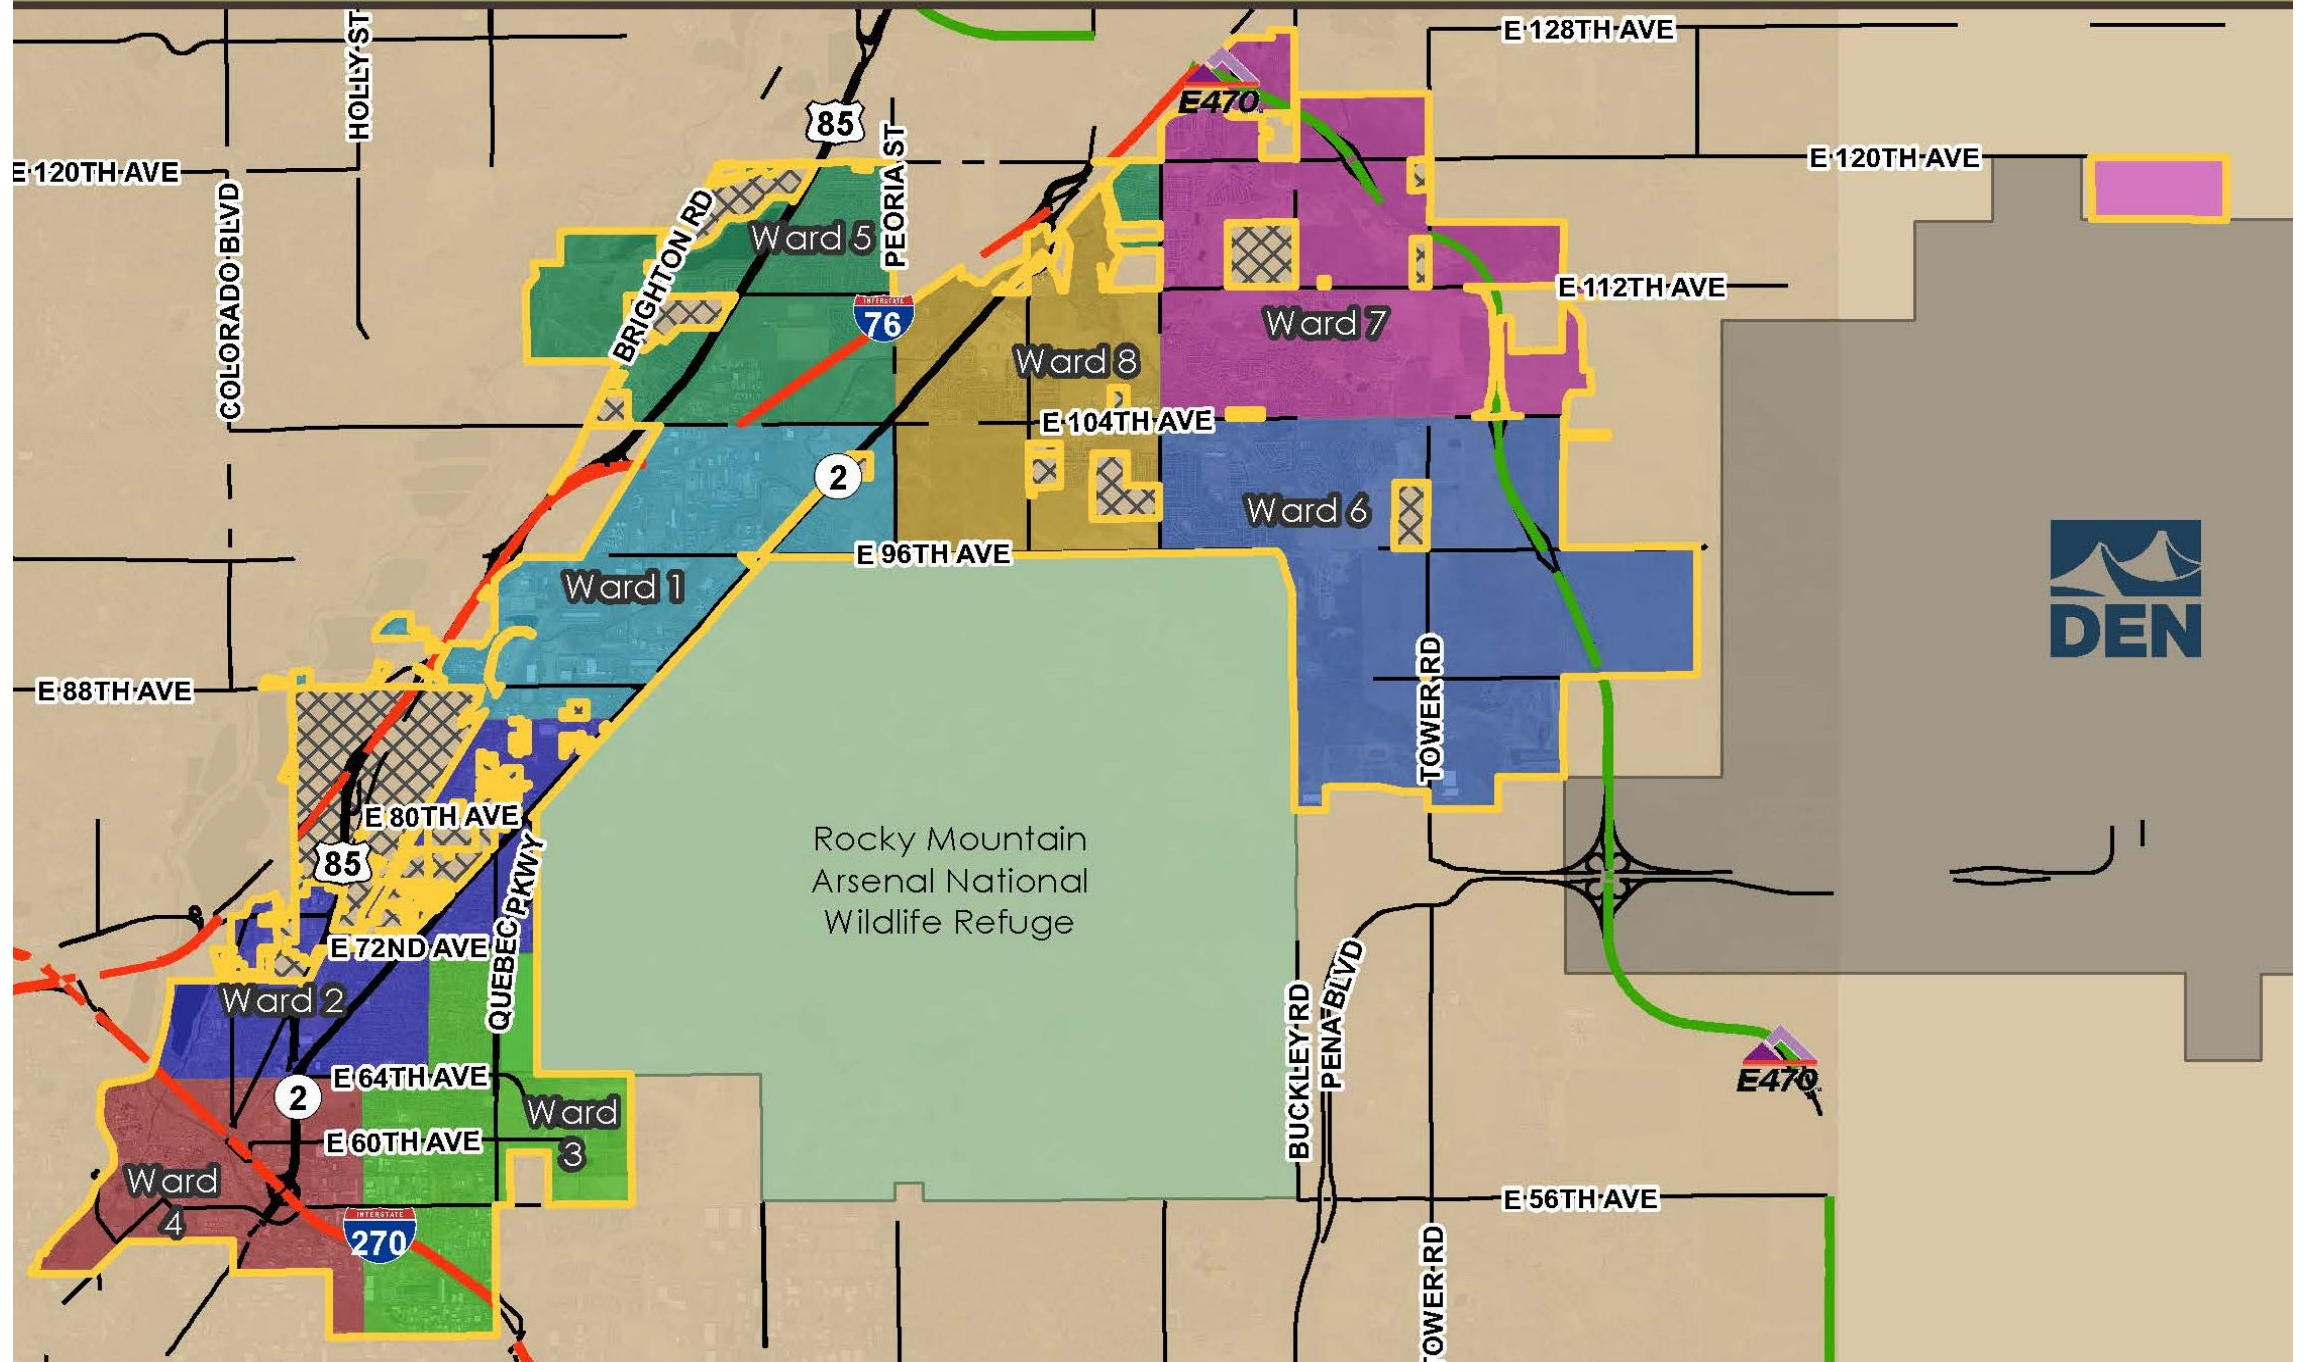 E 128TH AVE
HOLLY ST
E470
85
PEORIA ST
E 120TH AVE
E 120TH AVE
COLORADO BLVD
BRIGHTON RD
Ward 5
E 112TH AVE
INTERSTATE
76
Ward 7
Ward 8
E 104TH AVE
2
Ward 6
E 96TH AVE
Ward 1
DEN
E 88TH AVE
TOWER RD
E 80TH AVE
85
Rocky Mountain
Arsenal National
Wildlife Refuge
QUEBEC PKWY
E 72ND AVE
Ward 2
BUCKLEY RD
PENA BLVD
E 64TH AVE
2
E470
Ward
3
E 60TH AVE
Ward
4
E 56TH AVE
INTERSTATE
270
TOWER RD